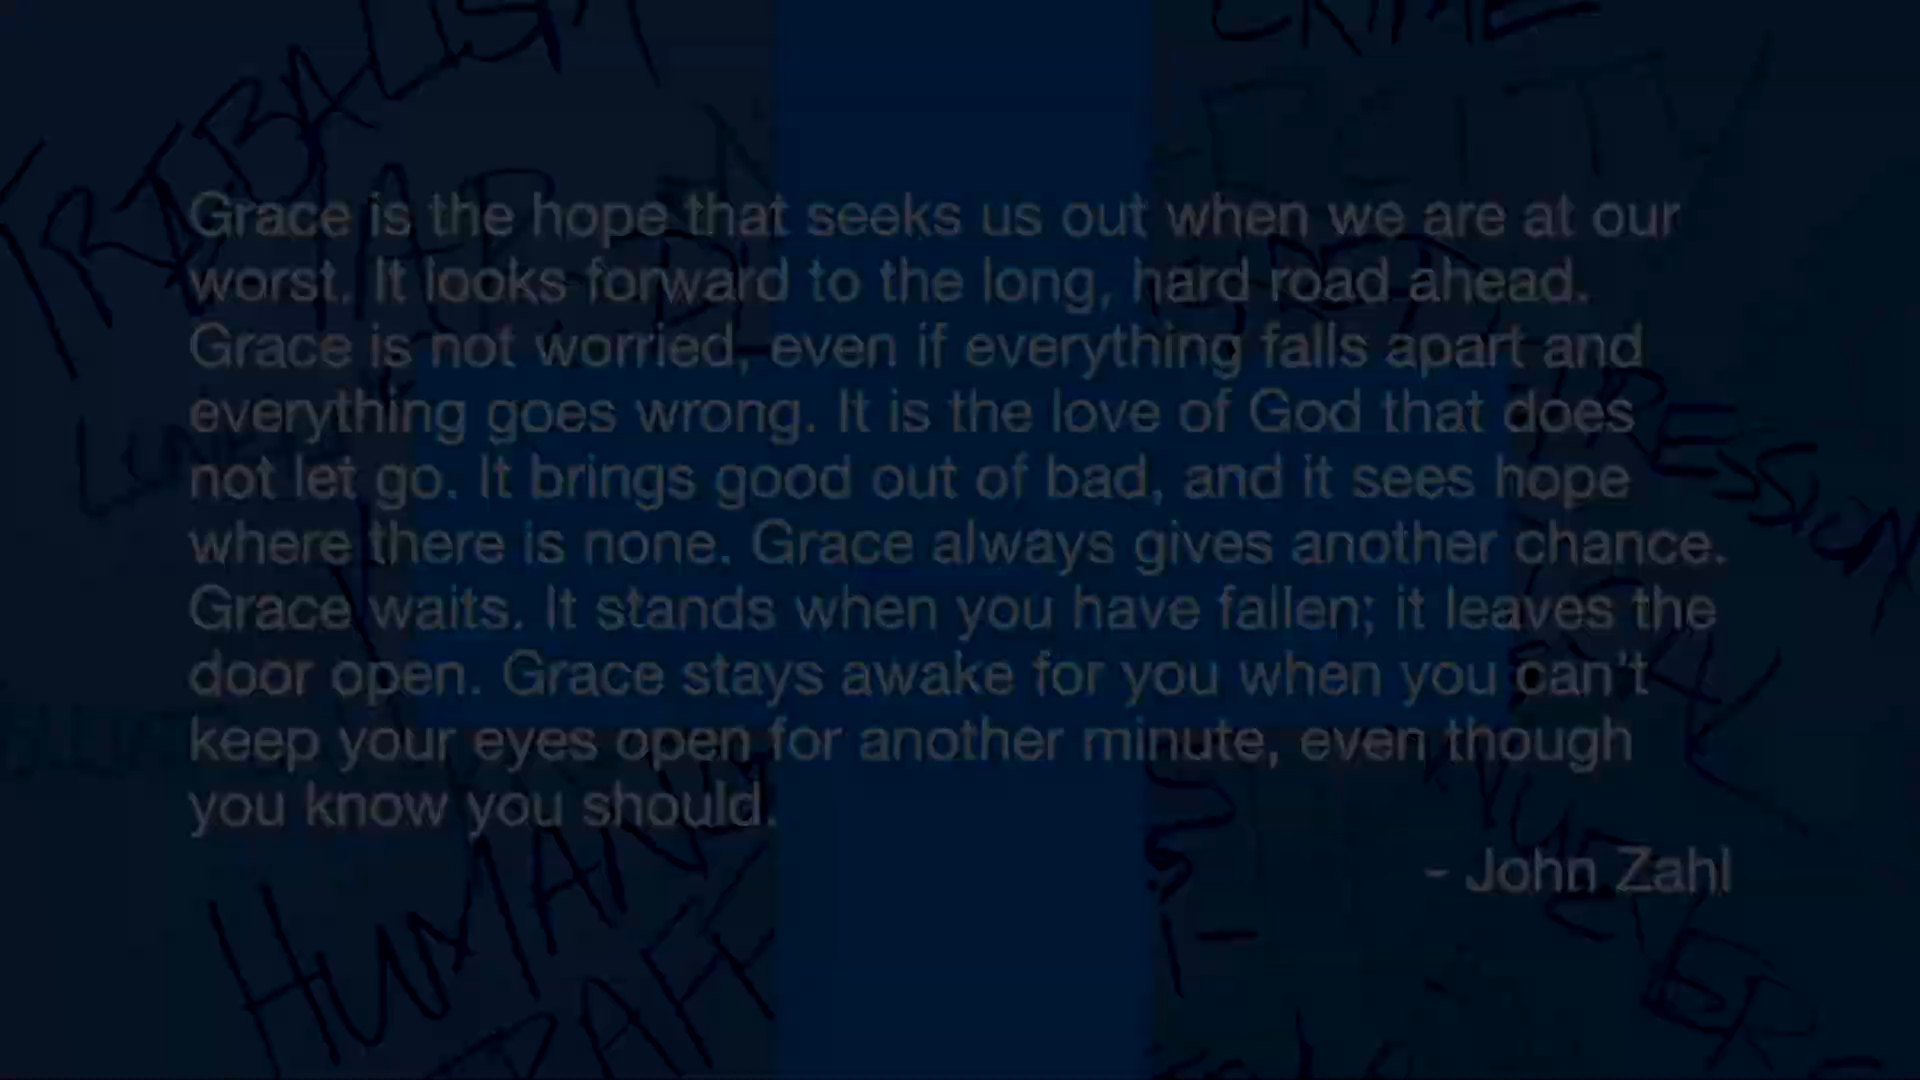 TRIBALISM
CRIME
Grace is the hope that seeks us out when we are at our
worst. It looks forward to the long, hard road ahead.
Grace is not worried, even if everything falls apart and
everything goes wrong. It is the love of God that does
not let go. It brings good out of bad, and it sees hope
where there is none. Grace always gives another chance.
Grace waits. It stands when you have fallen; it leaves the
door open. Grace stays awake for you when you can't
keep your eyes open for another minute, even though
you know you should.
- John Zahl
HUMAN